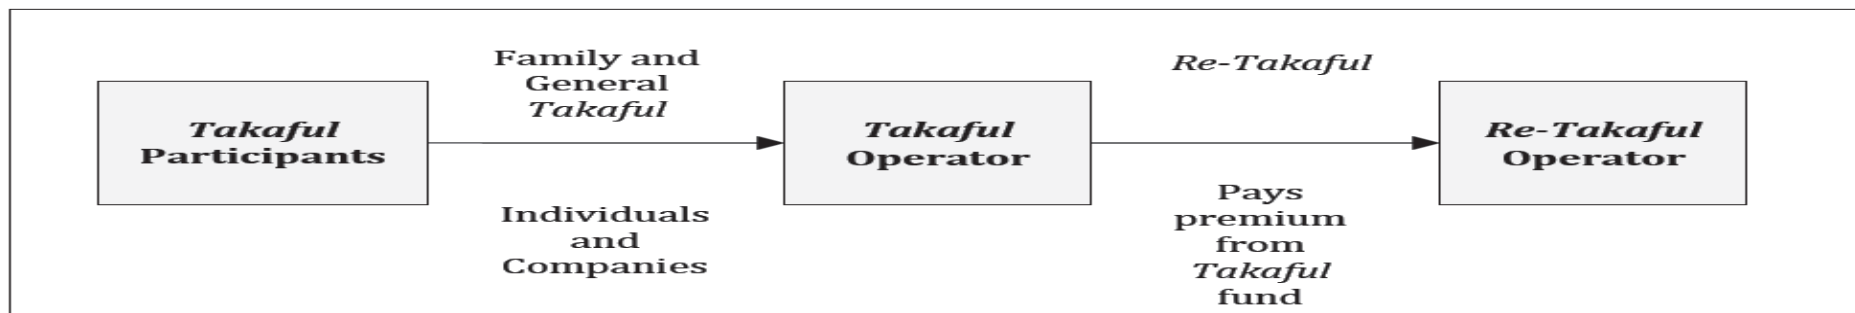 Takaful
Participants
Family and
General
Takaful
Individuals
and
Companies
Takaful
Operator
Re-Takaful
Pays
premium
from
Takaful
fund
Re-Takaful
Operator